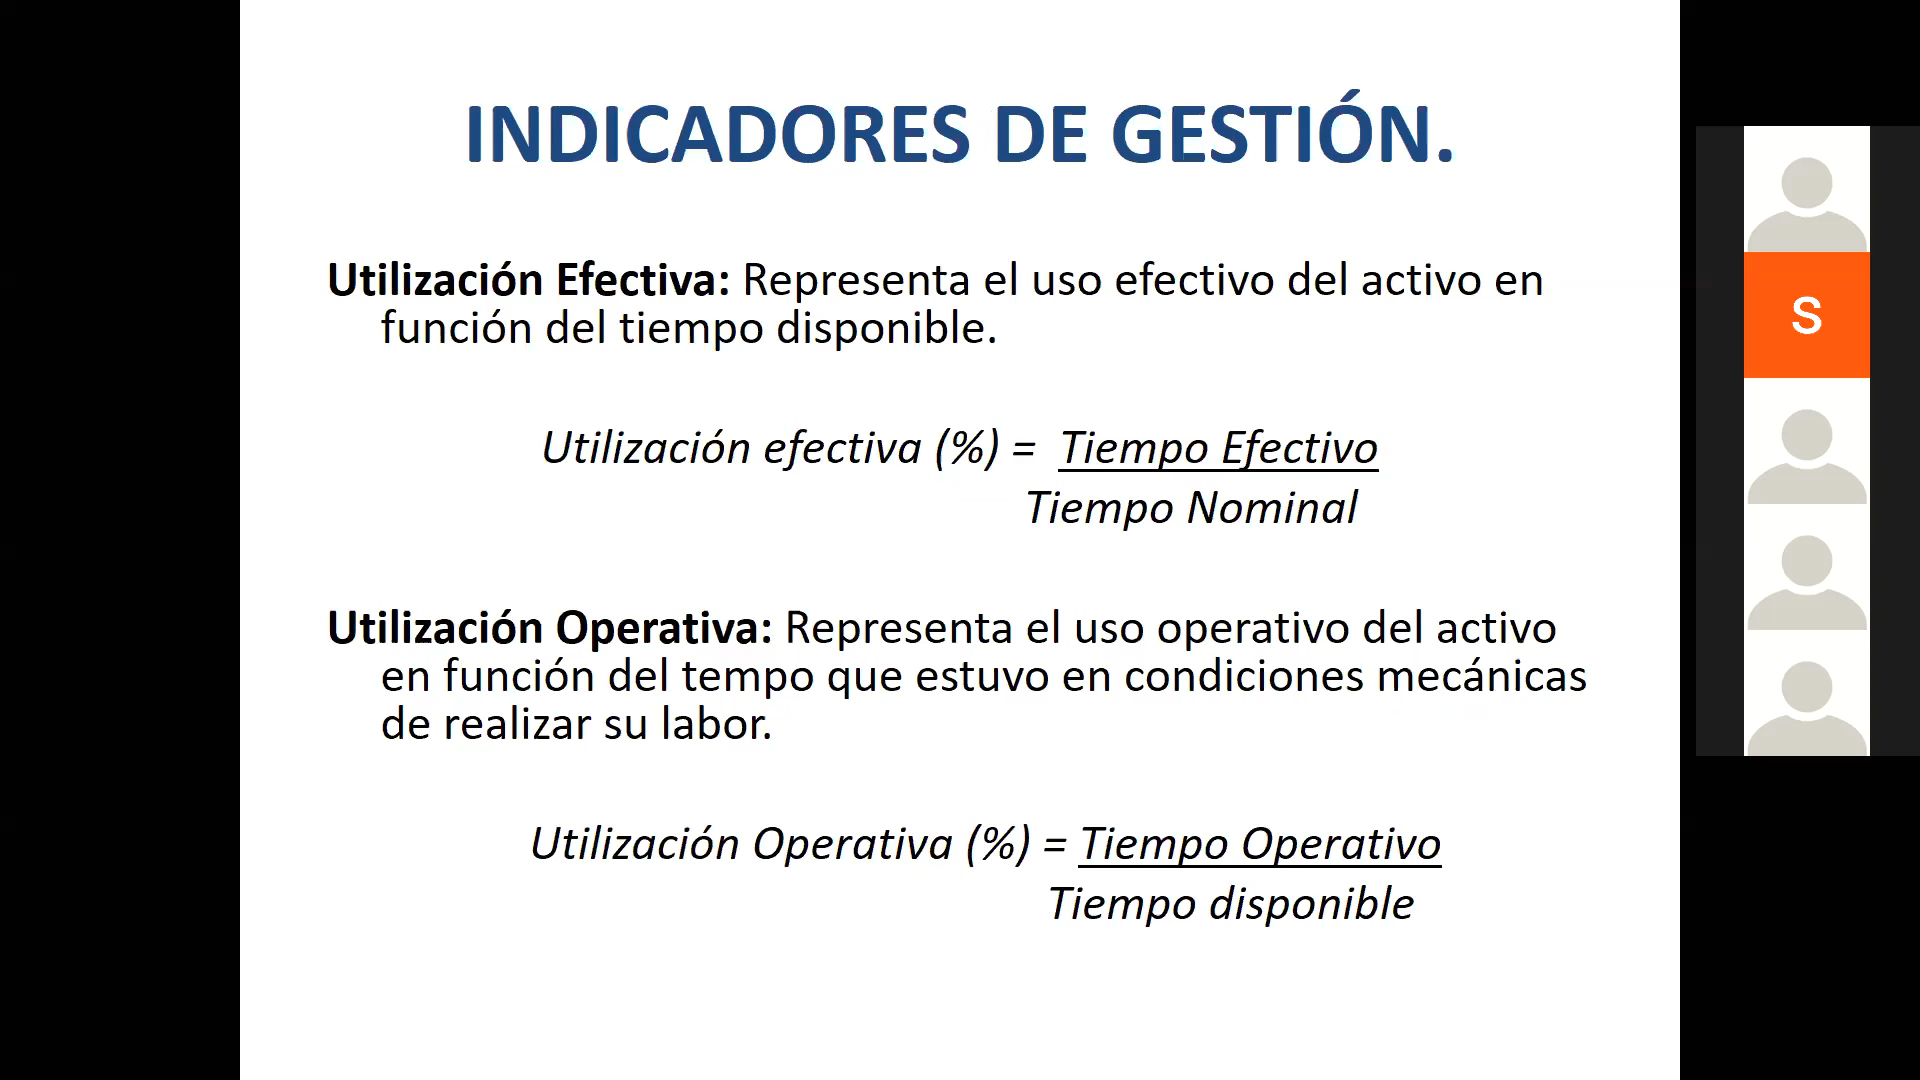 INDICADORES DE GESTIÓN.
Utilización Efectiva: Representa el uso efectivo del activo en
función del tiempo disponible.
Utilización efectiva (%) = Tiempo Efectivo
Tiempo Nominal
Utilización Operativa: Representa el uso operativo del activo
en función del tempo que estuvo en condiciones mecánicas
de realizar su labor.
Utilización Operativa (%) = Tiempo Operativo
Tiempo disponible
S